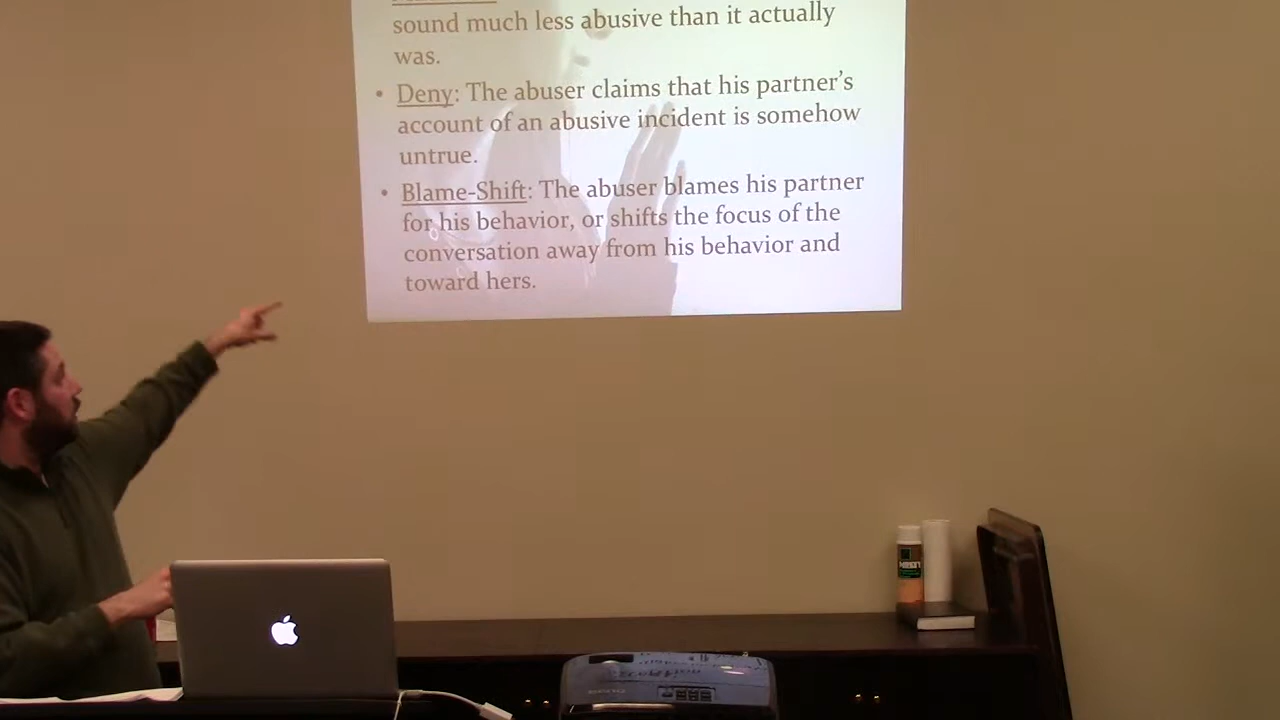 sound much less abusive than it actually
was.
• Deny: The abuser claims that his partner's
account of an abusive incident is somehow
untrue.
• Blame-Shift: The abuser blames his partner
for his behavior, or shifts the focus of the
conversation away from his behavior and
toward hers.